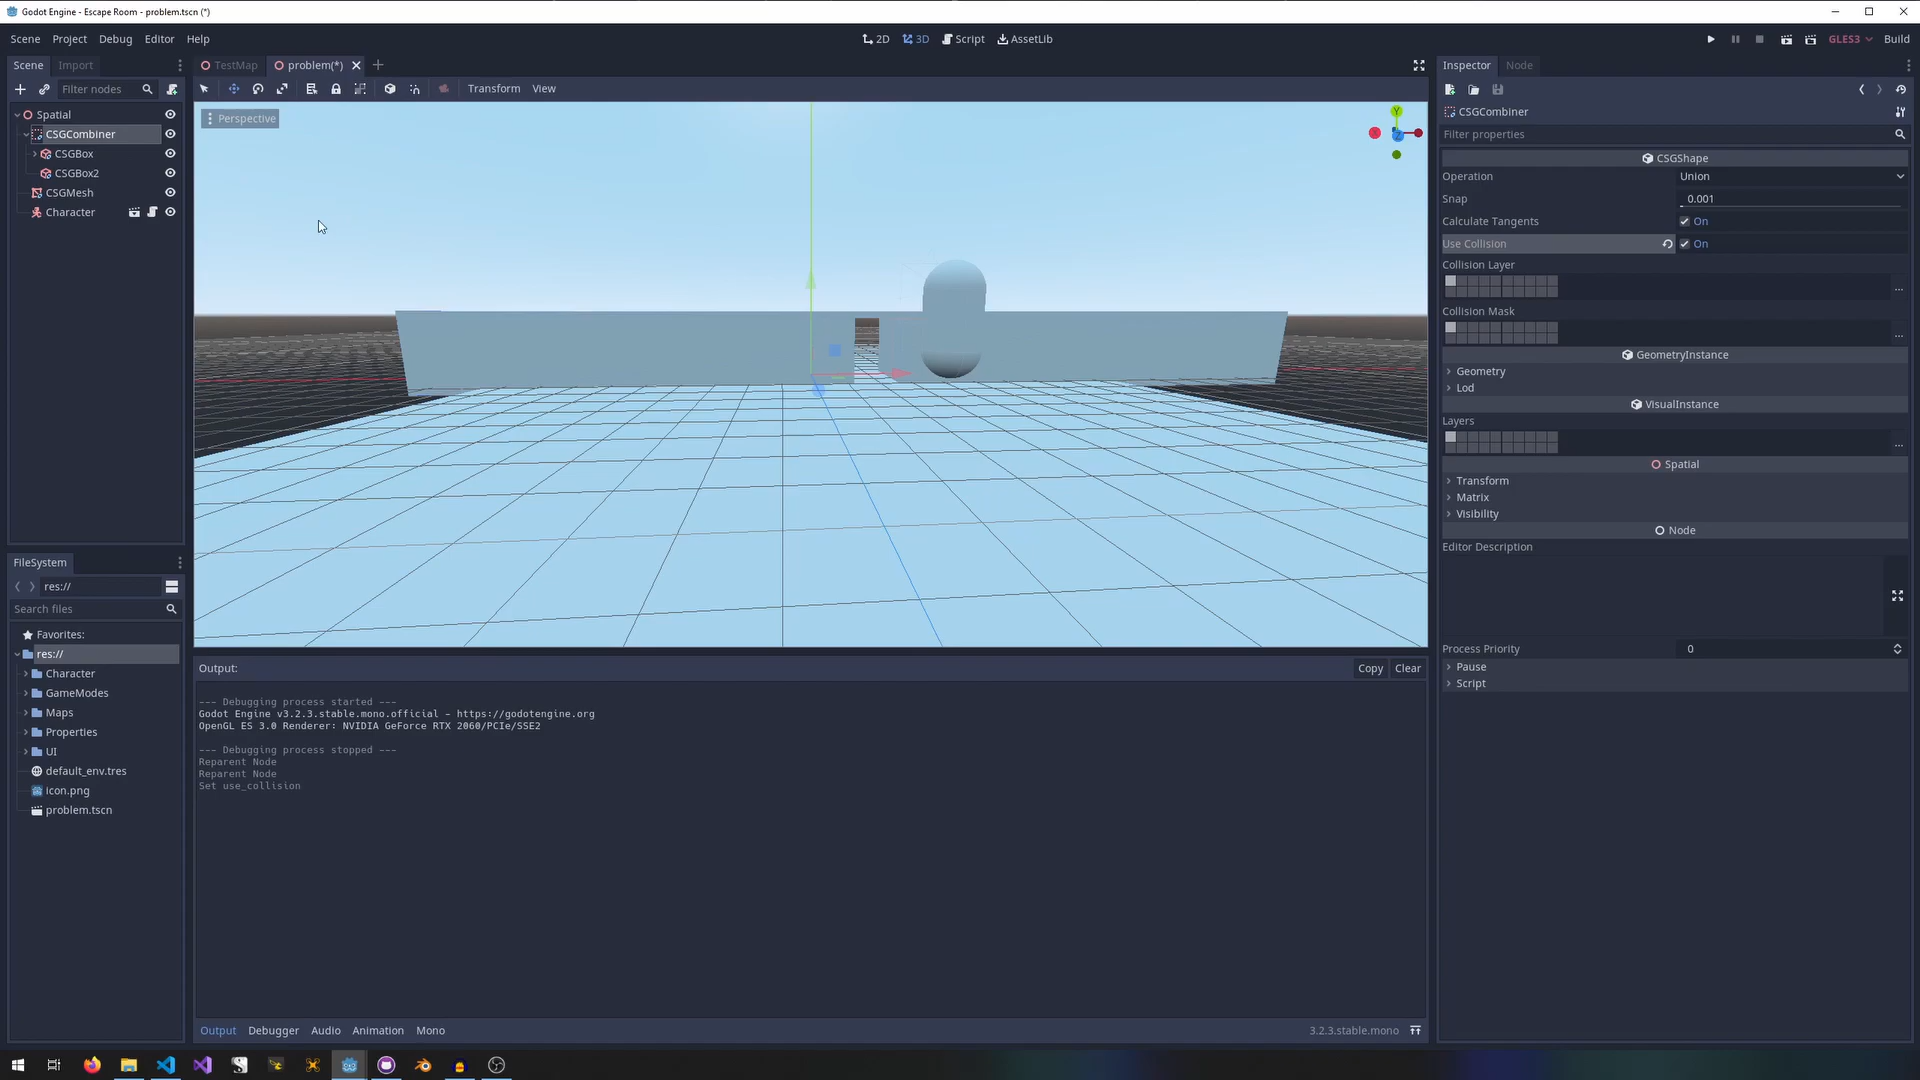 Godot Engine - Escape Room - problem.tscn (*)
Scene Project Debug Editor Help
2D 3D Script AssetLib
GLES3 Build
Scene Import
TestMap problem(*)
Inspector Node
Filter nodes
Transform View
CSGCombiner
Filter properties
Spatial
CSGCombiner
CSGBox
CSGBox2
CSGMesh
Character
Perspective
Y
Z
CSGShape
Operation Union
Snap 0.001
Calculate Tangents On
Use Collision On
Collision Layer
...
Collision Mask
...
GeometryInstance
Geometry
Lod
VisualInstance
Layers
...
Spatial
Transform
Matrix
Visibility
Node
Editor Description
Process Priority 0
Pause
Script
FileSystem
res://
Search files
Favorites:
res://
Character
GameModes
Maps
Properties
UI
default_env.tres
icon.png
problem.tscn
Output:
Copy Clear
--- Debugging process started ---
Godot Engine v3.2.3.stable.mono.official - https://godotengine.org
OpenGL ES 3.0 Renderer: NVIDIA GeForce RTX 2060/PCIe/SSE2
--- Debugging process stopped ---
Reparent Node
Reparent Node
Set use_collision
Output Debugger Audio Animation Mono
3.2.3.stable.mono